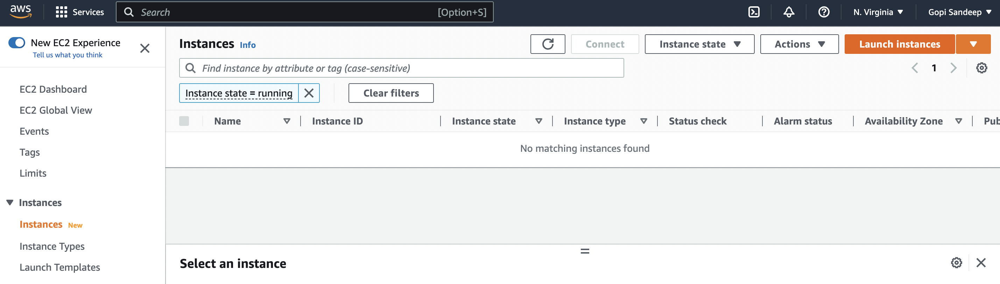 aws
Services
Search
[Option+S]
N. Virginia
Gopi Sandeep
New EC2 Experience
Tell us what you think
EC2 Dashboard
EC2 Global View
Events
Tags
Limits
Instances
Instances New
Instance Types
Launch Templates
Instances Info
Connect
Instance state
Actions
Launch instances
Find instance by attribute or tag (case-sensitive)
1
Instance state = running
Clear filters
Name
Instance ID
Instance state
Instance type
Status check
Alarm status
Availability Zone
Pub
No matching instances found
Select an instance